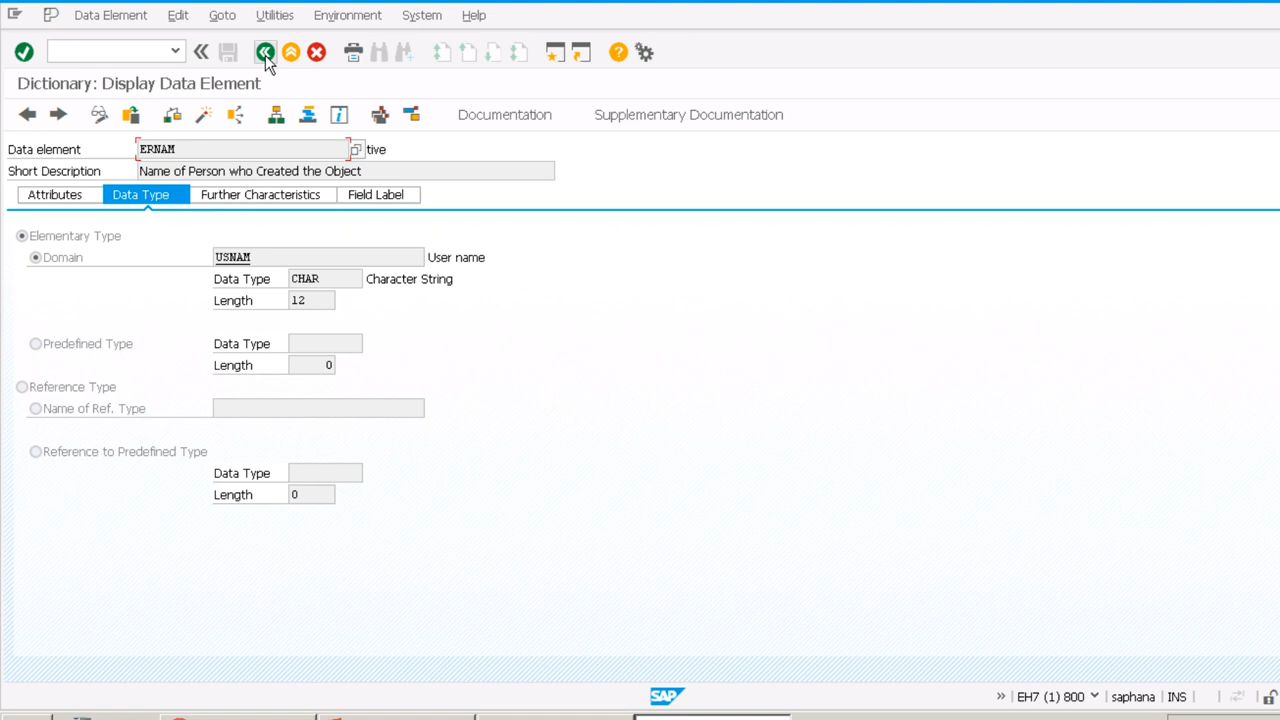 Data Element Edit Goto Utilities Environment System Help
Dictionary: Display Data Element
Documentation Supplementary Documentation
Data element ERNAM tive
Short Description Name of Person who Created the Object
Attributes Data Type Further Characteristics Field Label
Elementary Type
Domain USNAM User name
Data Type CHAR Character String
Length 12
Predefined Type Data Type
Length 0
Reference Type
Name of Ref. Type
Reference to Predefined Type
Data Type
Length 0
SAP EH7 (1) 800 saphana INS